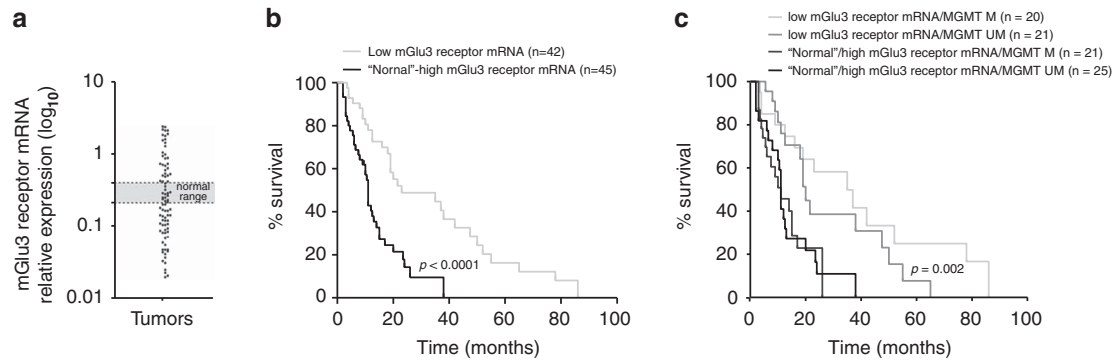 a
mGlu3 receptor mRNA
relative expression (log10)
10
1
0.1
0.01
normal
range
Tumors
b
Low mGlu3 receptor mRNA (n=42)
“Normal”-high mGlu3 receptor mRNA (n=45)
% survival
100
80
60
40
20
0
p < 0.0001
0 20 40 60 80 100
Time (months)
c
low mGlu3 receptor mRNA/MGMT M (n = 20)
low mGlu3 receptor mRNA/MGMT UM (n = 21)
“Normal”/high mGlu3 receptor mRNA/MGMT M (n = 21)
“Normal”/high mGlu3 receptor mRNA/MGMT UM (n = 25)
% survival
100
80
60
40
20
0
p = 0.002
0 20 40 60 80 100
Time (months)